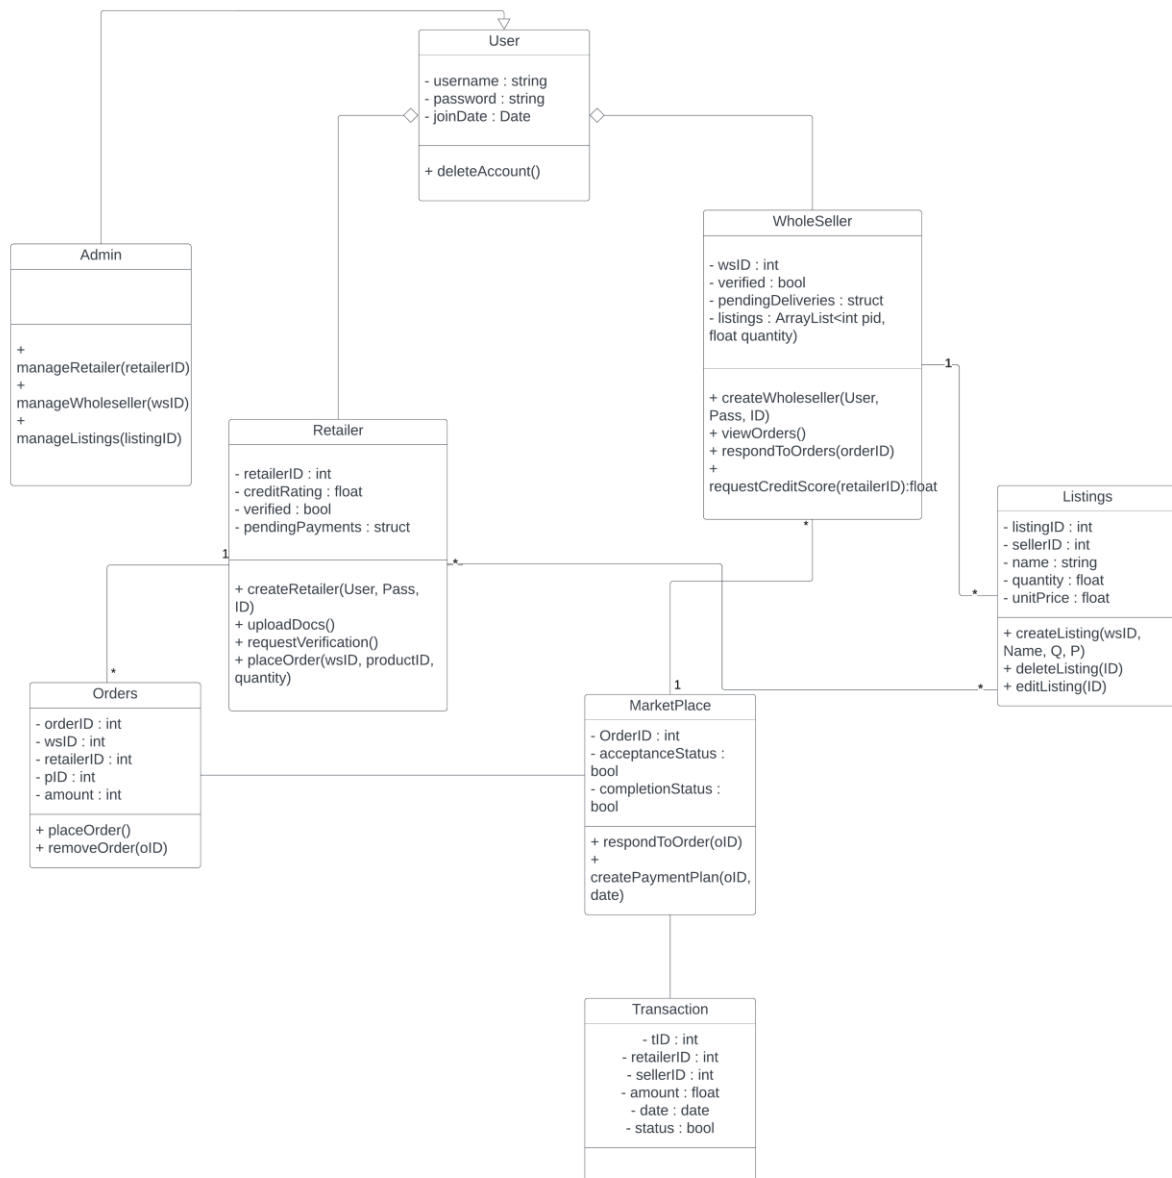 User
- username : string
- password : string
- joinDate : Date
+ deleteAccount()
WholeSeller
- wsID : int
- verified : bool
- pendingDeliveries : struct
- listings : ArrayList<int pid,
float quantity)
+ createWholeseller(User,
Pass, ID)
+ viewOrders()
+ respondToOrders(orderID)
+
requestCreditScore(retailerID):float
Admin
+
manageRetailer(retailerID)
+
manageWholeseller(wsID)
+
manageListings(listingID)
Retailer
- retailerID : int
- creditRating : float
- verified : bool
- pendingPayments : struct
+ createRetailer(User, Pass,
ID)
+ uploadDocs()
+ requestVerification()
+ placeOrder(wsID, productID,
quantity)
1
*
Listings
- listingID : int
- sellerID : int
- name : string
- quantity : float
- unitPrice : float
+ createListing(wsID,
Name, Q, P)
+ deleteListing(ID)
+ editListing(ID)
*
1
*
*
1
*
Orders
- orderID : int
- wsID : int
- retailerID : int
- pID : int
- amount : int
+ placeOrder()
+ removeOrder(oID)
MarketPlace
- OrderID : int
- acceptanceStatus :
bool
- completionStatus :
bool
+ respondToOrder(oID)
+
createPaymentPlan(oID,
date)
Transaction
- tID : int
- retailerID : int
- sellerID : int
- amount : float
- date : date
- status : bool